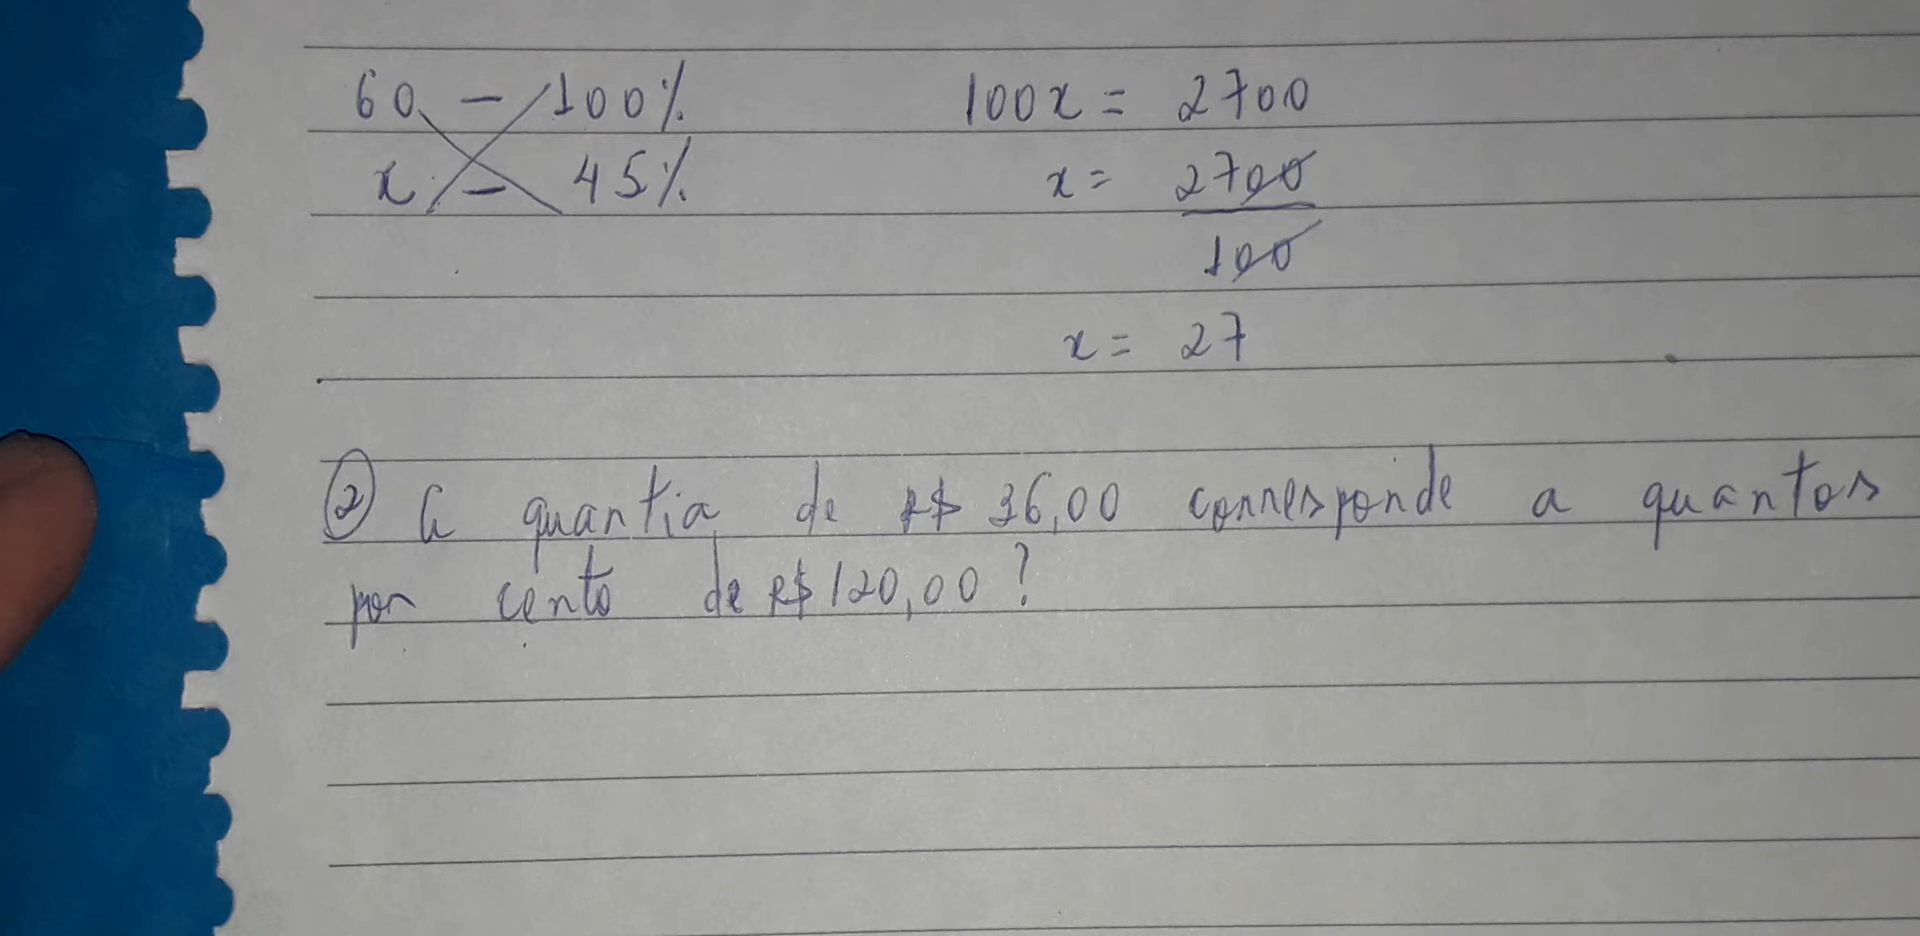 60 - 100%
x - 45%
100x = 2700
x = 2700
100
x = 27
② A quantia de R$ 36,00 corresponde a quantos
por cento de R$ 120,00?